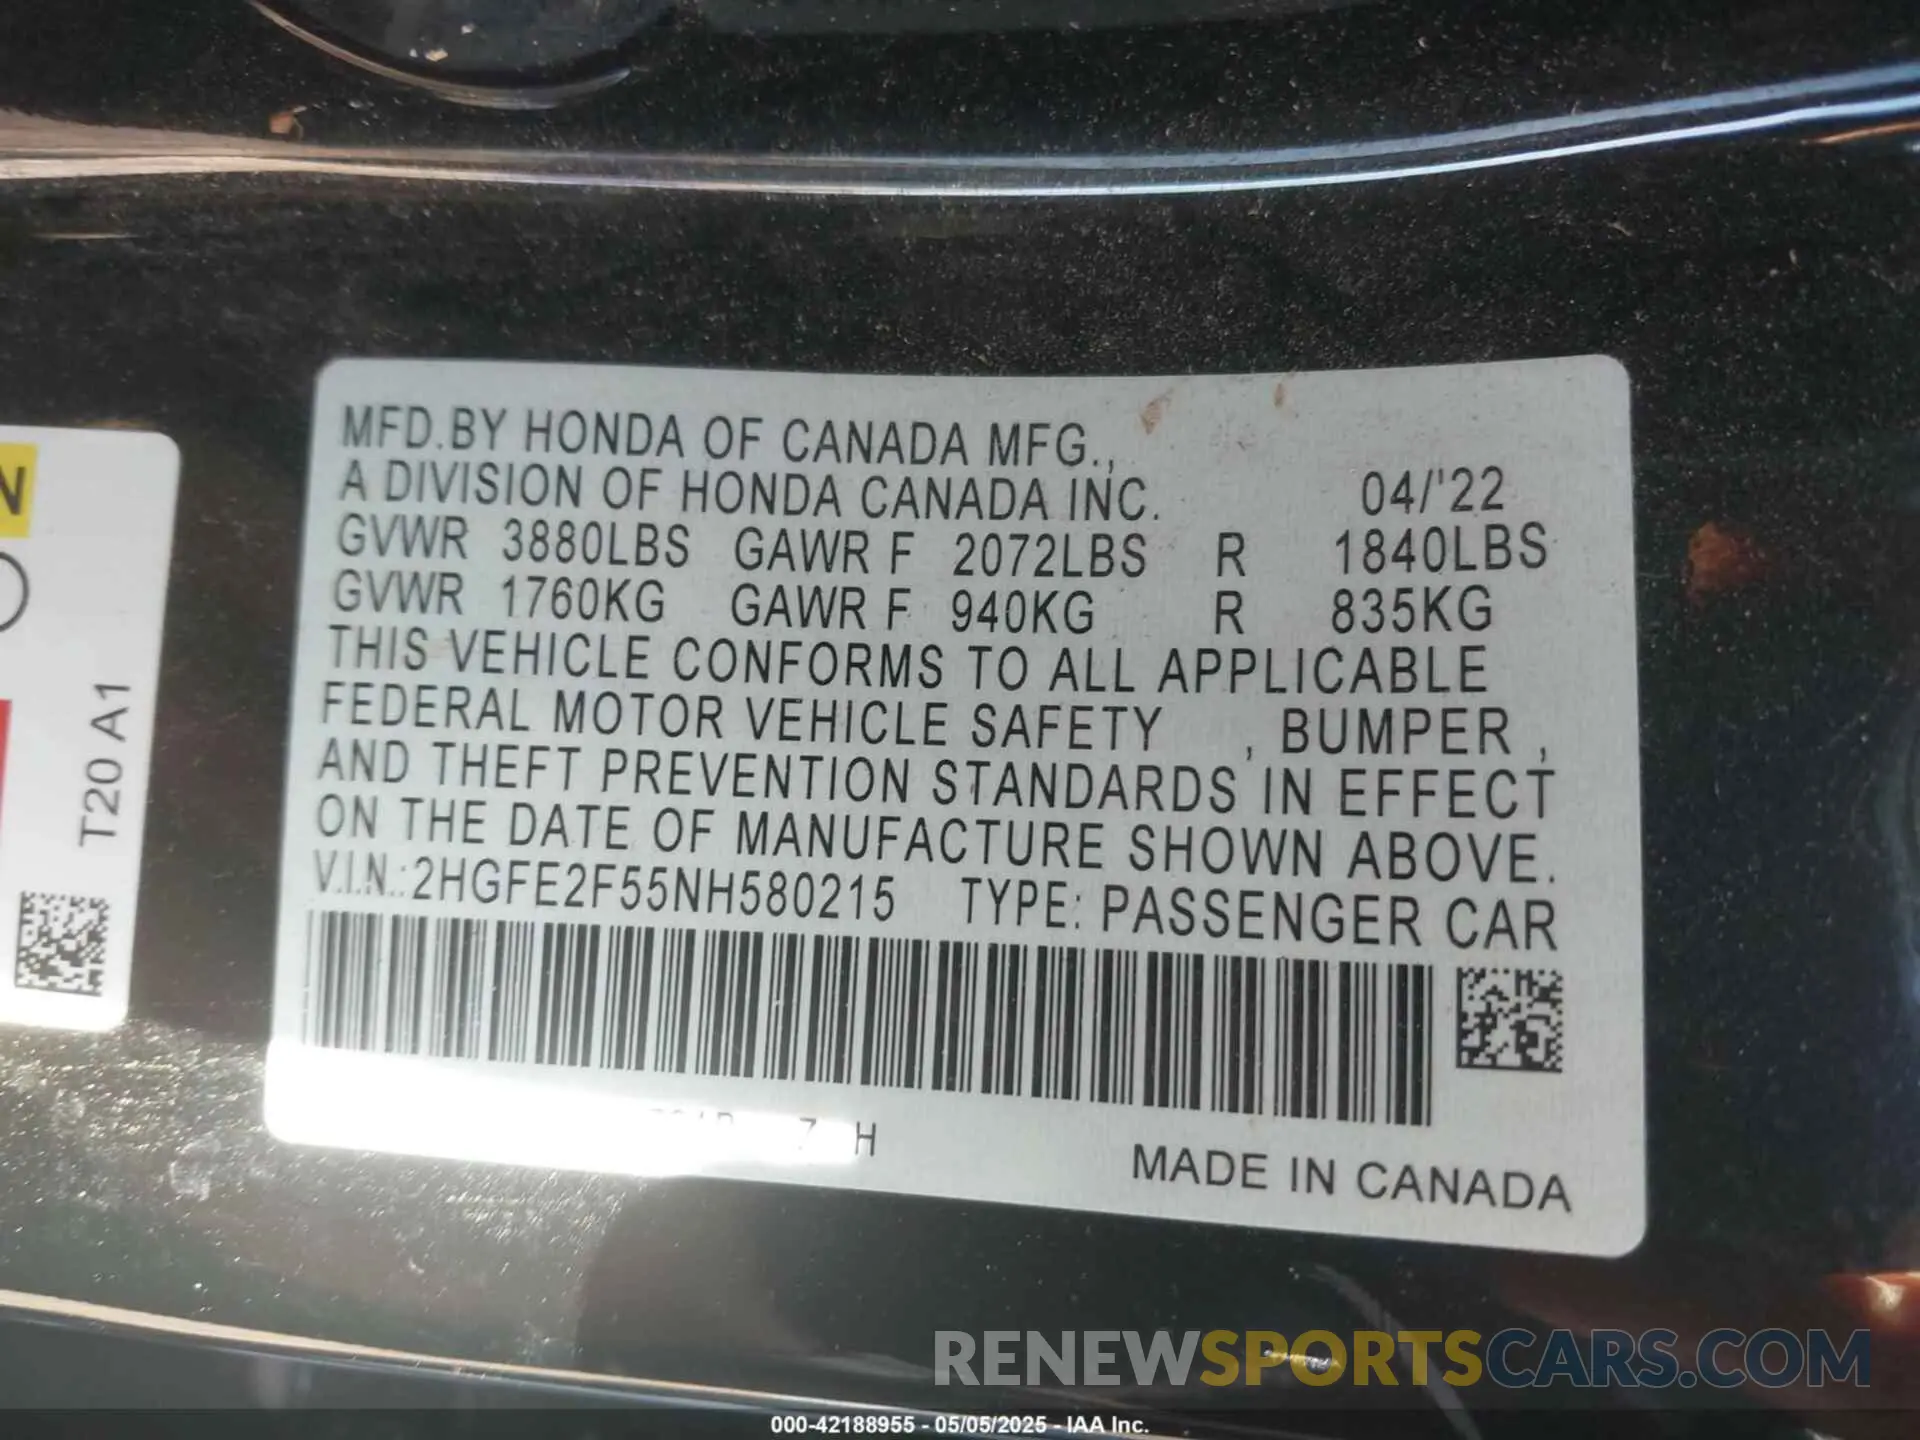 MFD.BY HONDA OF CANADA MFG.,
A DIVISION OF HONDA CANADA INC. 04/'22
GVWR 3880LBS GAWR F 2072LBS R 1840LBS
GVWR 1760KG GAWR F 940KG R 835KG
THIS VEHICLE CONFORMS TO ALL APPLICABLE
FEDERAL MOTOR VEHICLE SAFETY , BUMPER ,
AND THEFT PREVENTION STANDARDS IN EFFECT
ON THE DATE OF MANUFACTURE SHOWN ABOVE.
V.I.N.:2HGFE2F55NH580215 TYPE: PASSENGER CAR
H
MADE IN CANADA
N
T20 A1
RENEWSPORTSCARS.COM
000-42188955 - 05/05/2025 - IAA Inc.